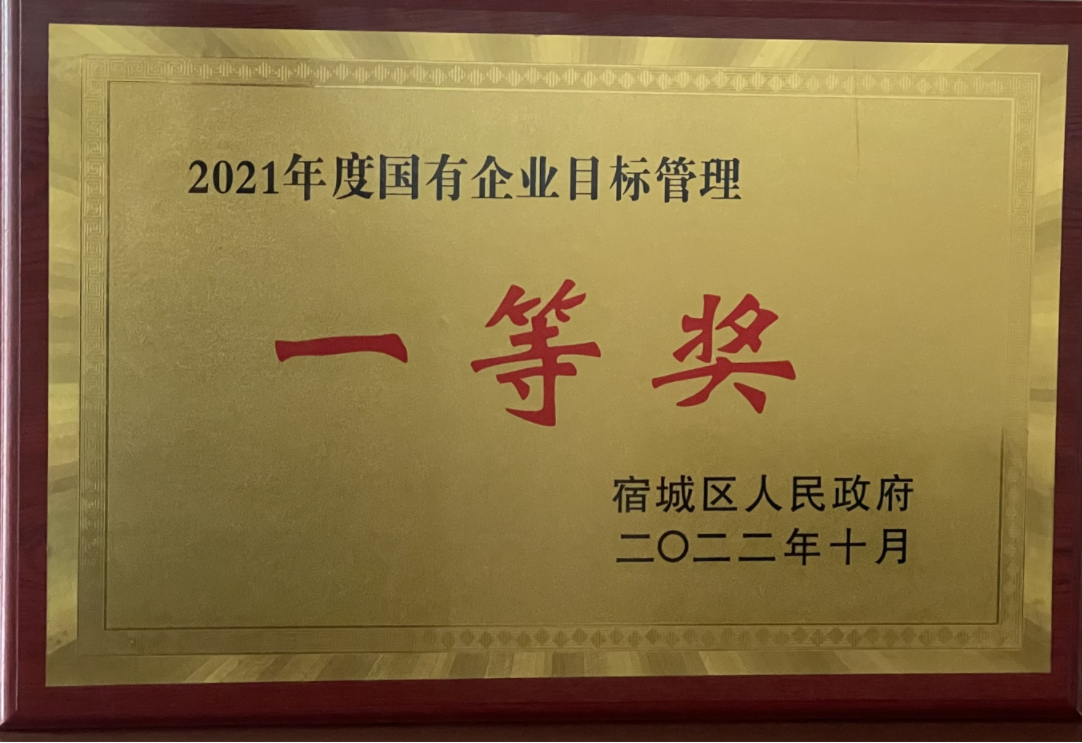 2021年度国有企业目标管理
一等奖
宿城区人民政府
二〇二二年十月